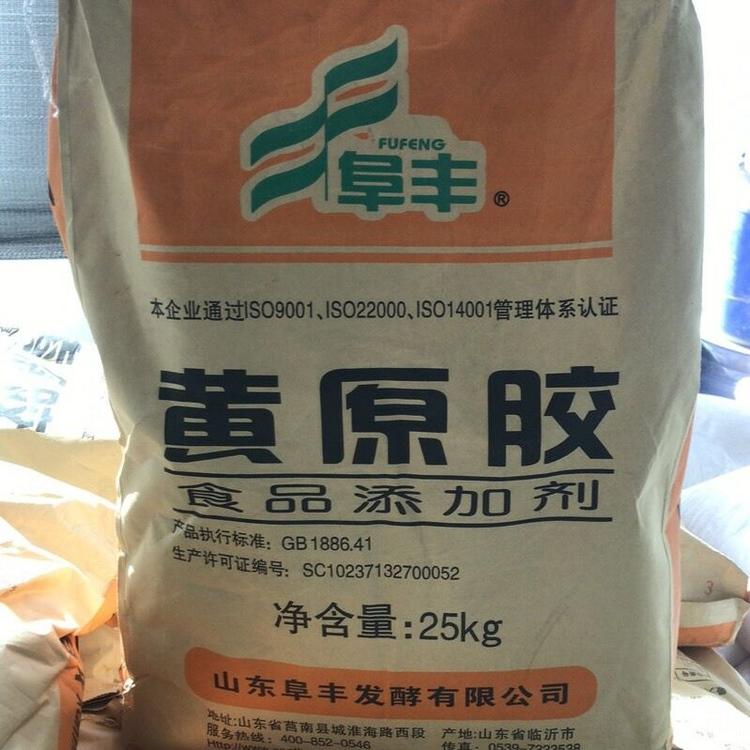 FUFENG
阜丰®
本企业通过ISO9001、ISO22000、ISO14001管理体系认证
黄原胶
食品添加剂
产品执行标准: GB1886.41
生产许可证编号: SC10237132700052
净含量:25kg
山东阜丰发酵有限公司
地址:山东省莒南县城淮海路西段 产地:山东省临沂市
服务热线: 400-852-0546 传真: 0539-7323538
3